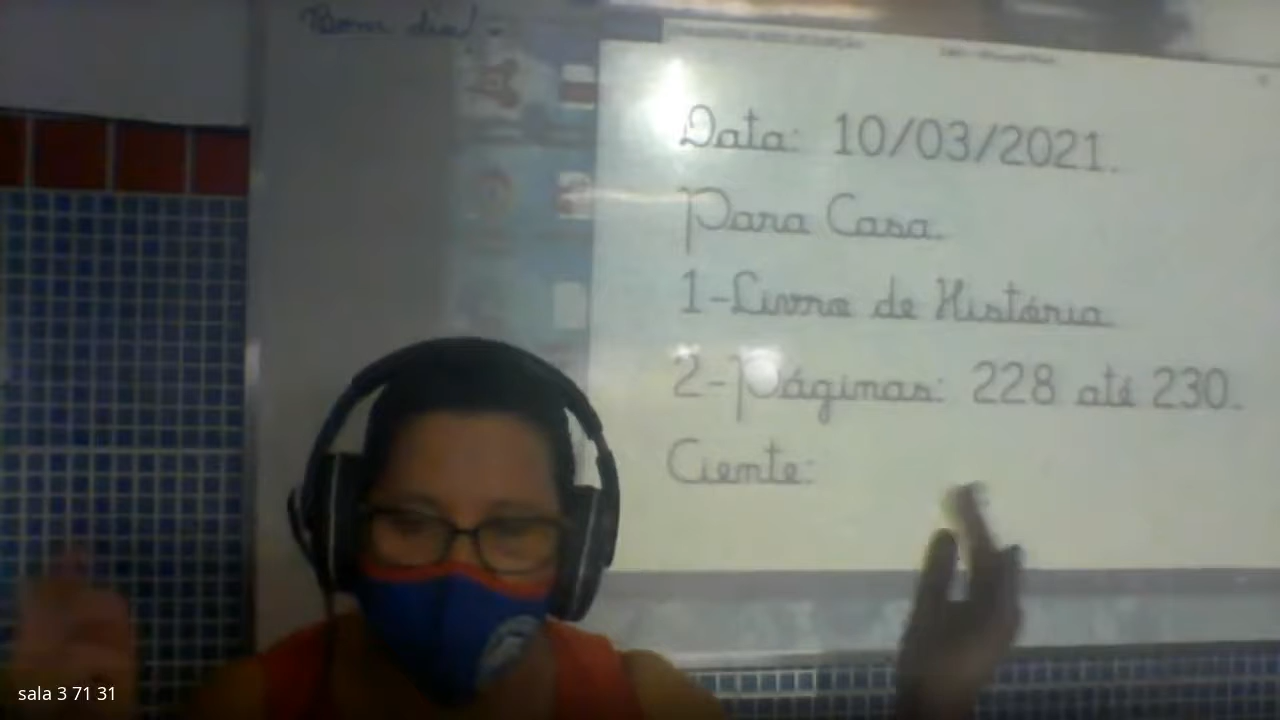 Bom dia!
Data: 10/03/2021.
Para Casa.
1-Livro de História
2-Páginas: 228 até 230.
Ciente:
sala 3 71 31